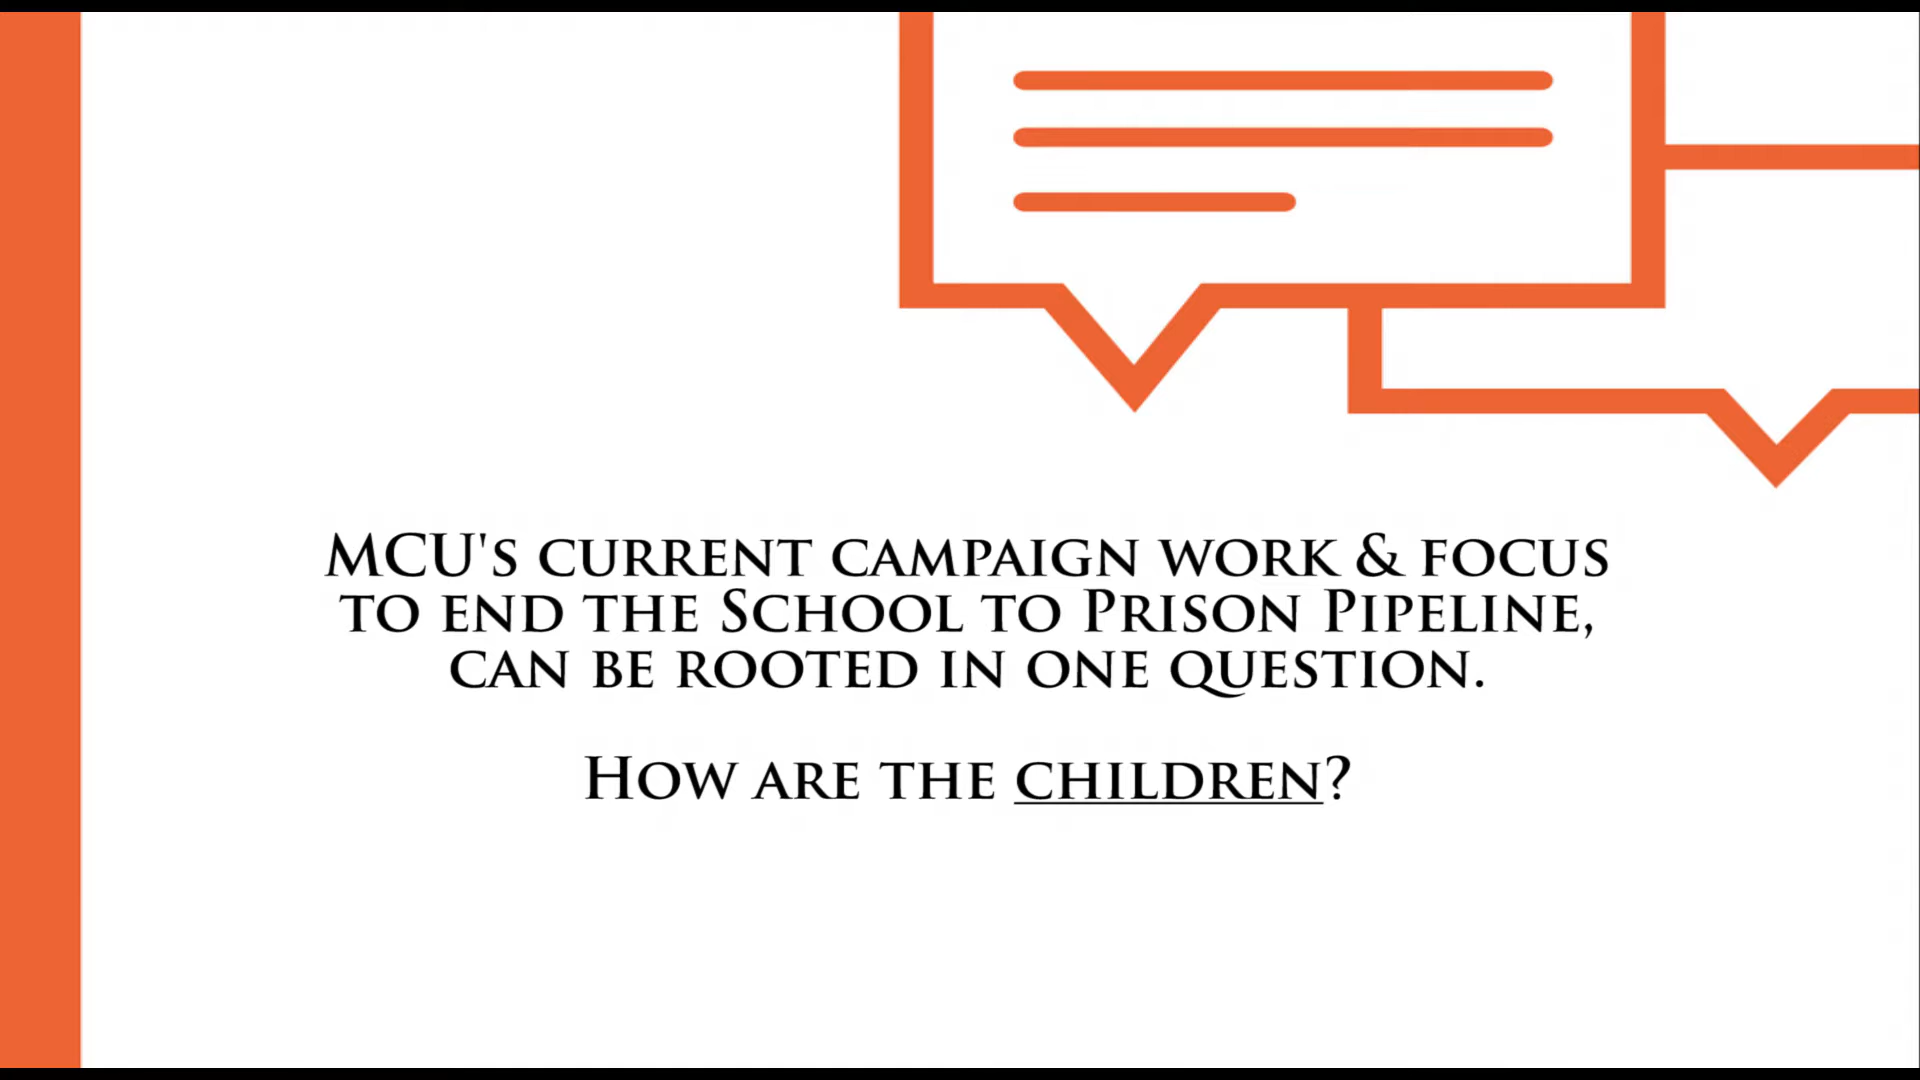 MCU's current campaign work & focus
to end the School to Prison Pipeline,
can be rooted in one question.
How are the children?